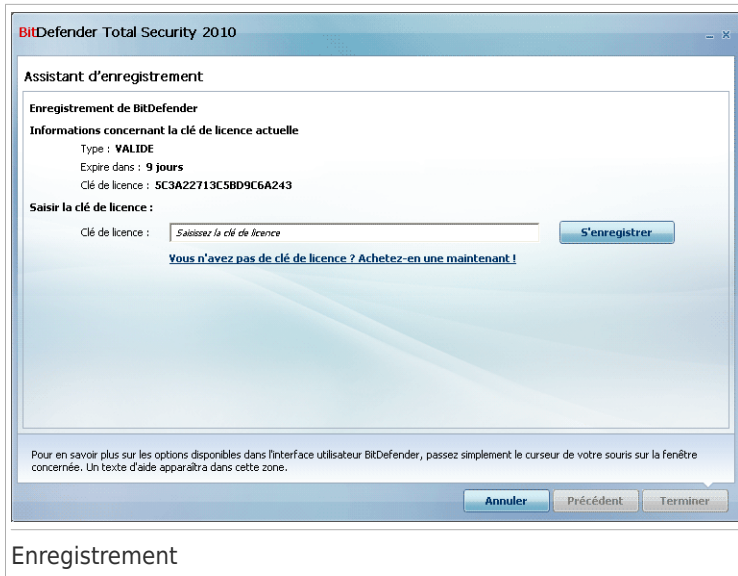 BitDefender Total Security 2010
Assistant d'enregistrement
Enregistrement de BitDefender
Informations concernant la clé de licence actuelle
Type : VALIDE
Expire dans : 9 jours
Clé de licence : 5C3A22713C5BD9C6A243
Saisir la clé de licence :
Clé de licence : Saisissez la clé de licence S'enregistrer
Vous n'avez pas de clé de licence ? Achetez-en une maintenant !
Pour en savoir plus sur les options disponibles dans l'interface utilisateur BitDefender, passez simplement le curseur de votre souris sur la fenêtre
concernée. Un texte d'aide apparaîtra dans cette zone.
Annuler Précédent Terminer
Enregistrement